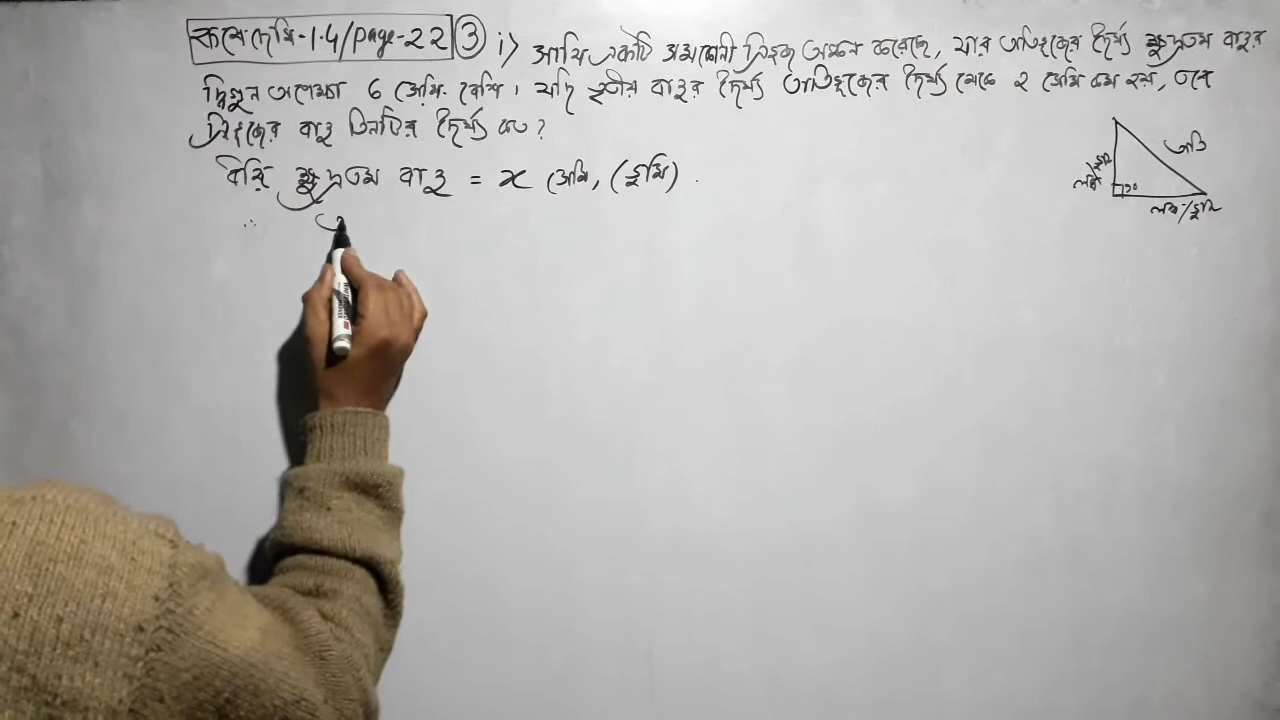 কষে দেখি-1.4/page-22 ③ i) আমি একটি সমকোনী ত্রিভুজ অঙ্কন করেছি, যার অতিভুজের দৈর্ঘ্য ক্ষুদ্রতম বাহুর
দ্বিগুন অপেক্ষা 6 সেমি. বেশি। যদি তৃতীয় বাহুর দৈর্ঘ্য অতিভুজের দৈর্ঘ্য থেকে 2 সেমি কম হয়, তবে
ত্রিভুজের বাহু তিনটির দৈর্ঘ্য কত?
ধরি ক্ষুদ্রতম বাহু = x সেমি, (ভূমি)
∴
অতি
লম্ব/ভূমি
90
লম্ব/ভূমি